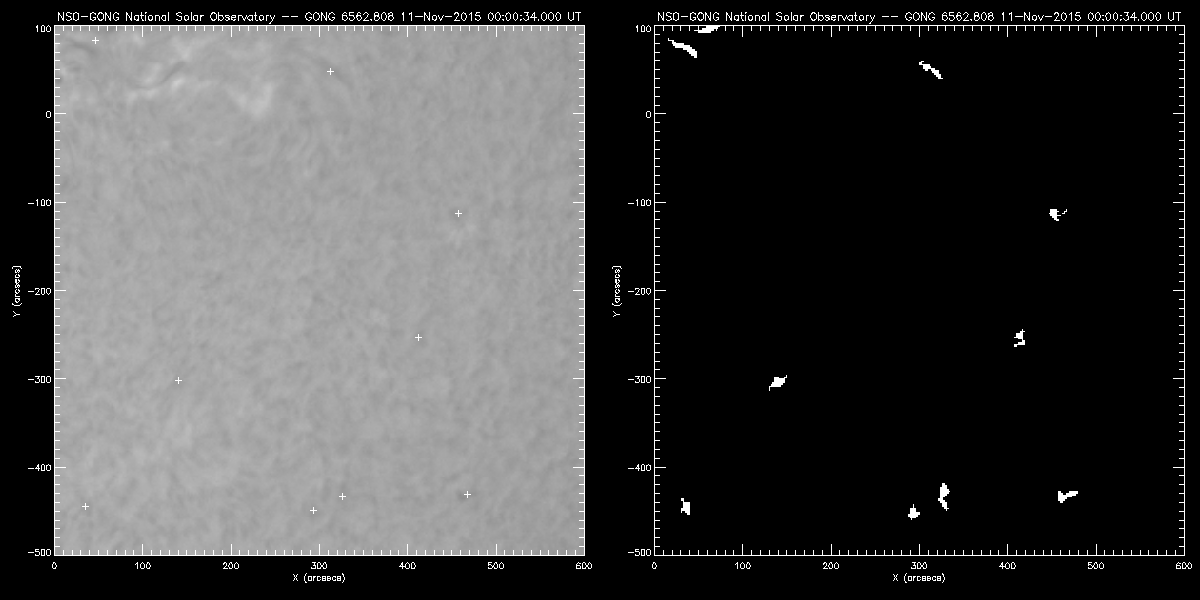 NSO-GONG National Solar Observatory -- GONG 6562.808 11-Nov-2015 00:00:34.000 UT
100
0
-100
-200
-300
-400
-500
Y (arcsecs)
0 100 200 300 400 500 600
X (arcsecs)
NSO-GONG National Solar Observatory -- GONG 6562.808 11-Nov-2015 00:00:34.000 UT
100
0
-100
-200
-300
-400
-500
Y (arcsecs)
0 100 200 300 400 500 600
X (arcsecs)